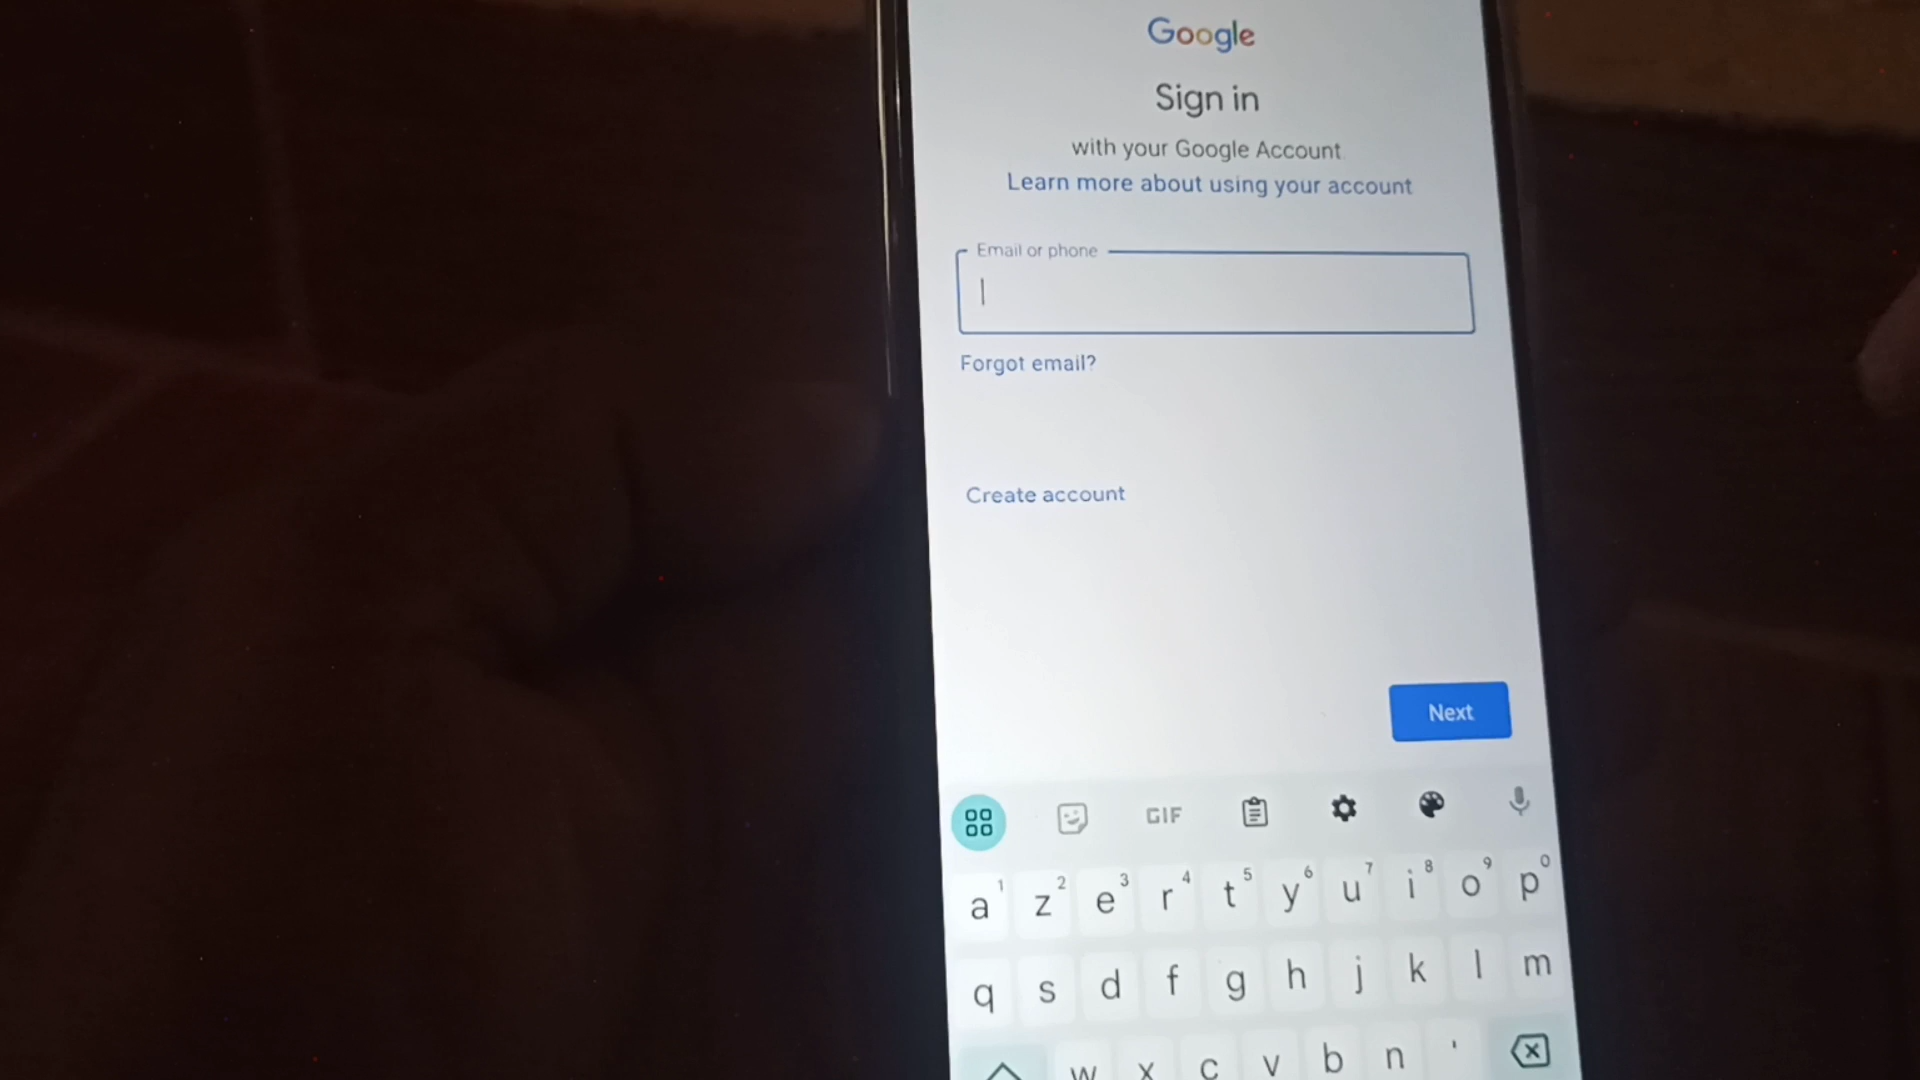 Google
Sign in
with your Google Account.
Learn more about using your account
Email or phone
Forgot email?
Create account
Next
GIF
a1 z2 e3 r4 t5 y6 u7 i8 o9 p0
q s d f g h j k l m
w x c v b n '